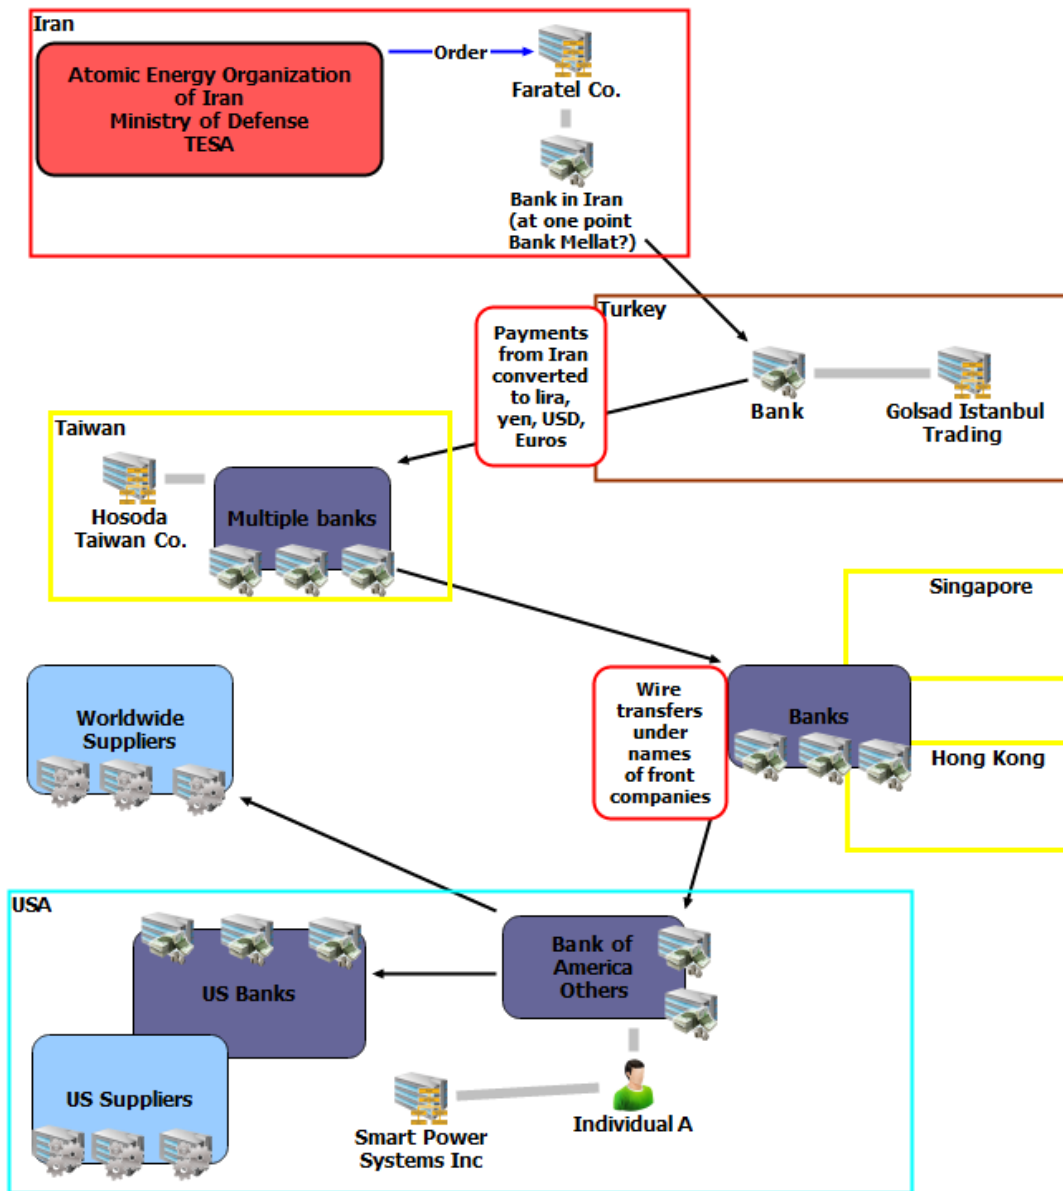 Iran
Atomic Energy Organization
of Iran
Ministry of Defense
TESA
Order
Faratel Co.
Bank in Iran
(at one point
Bank Mellat?)
Turkey
Payments
from Iran
converted
to lira,
yen, USD,
Euros
Bank
Golsad Istanbul
Trading
Taiwan
Hosoda
Taiwan Co.
Multiple banks
Singapore
Worldwide
Suppliers
Wire
transfers
under
names
of front
companies
Banks
Hong Kong
USA
US Banks
Bank of
America
Others
US Suppliers
Smart Power
Systems Inc
Individual A